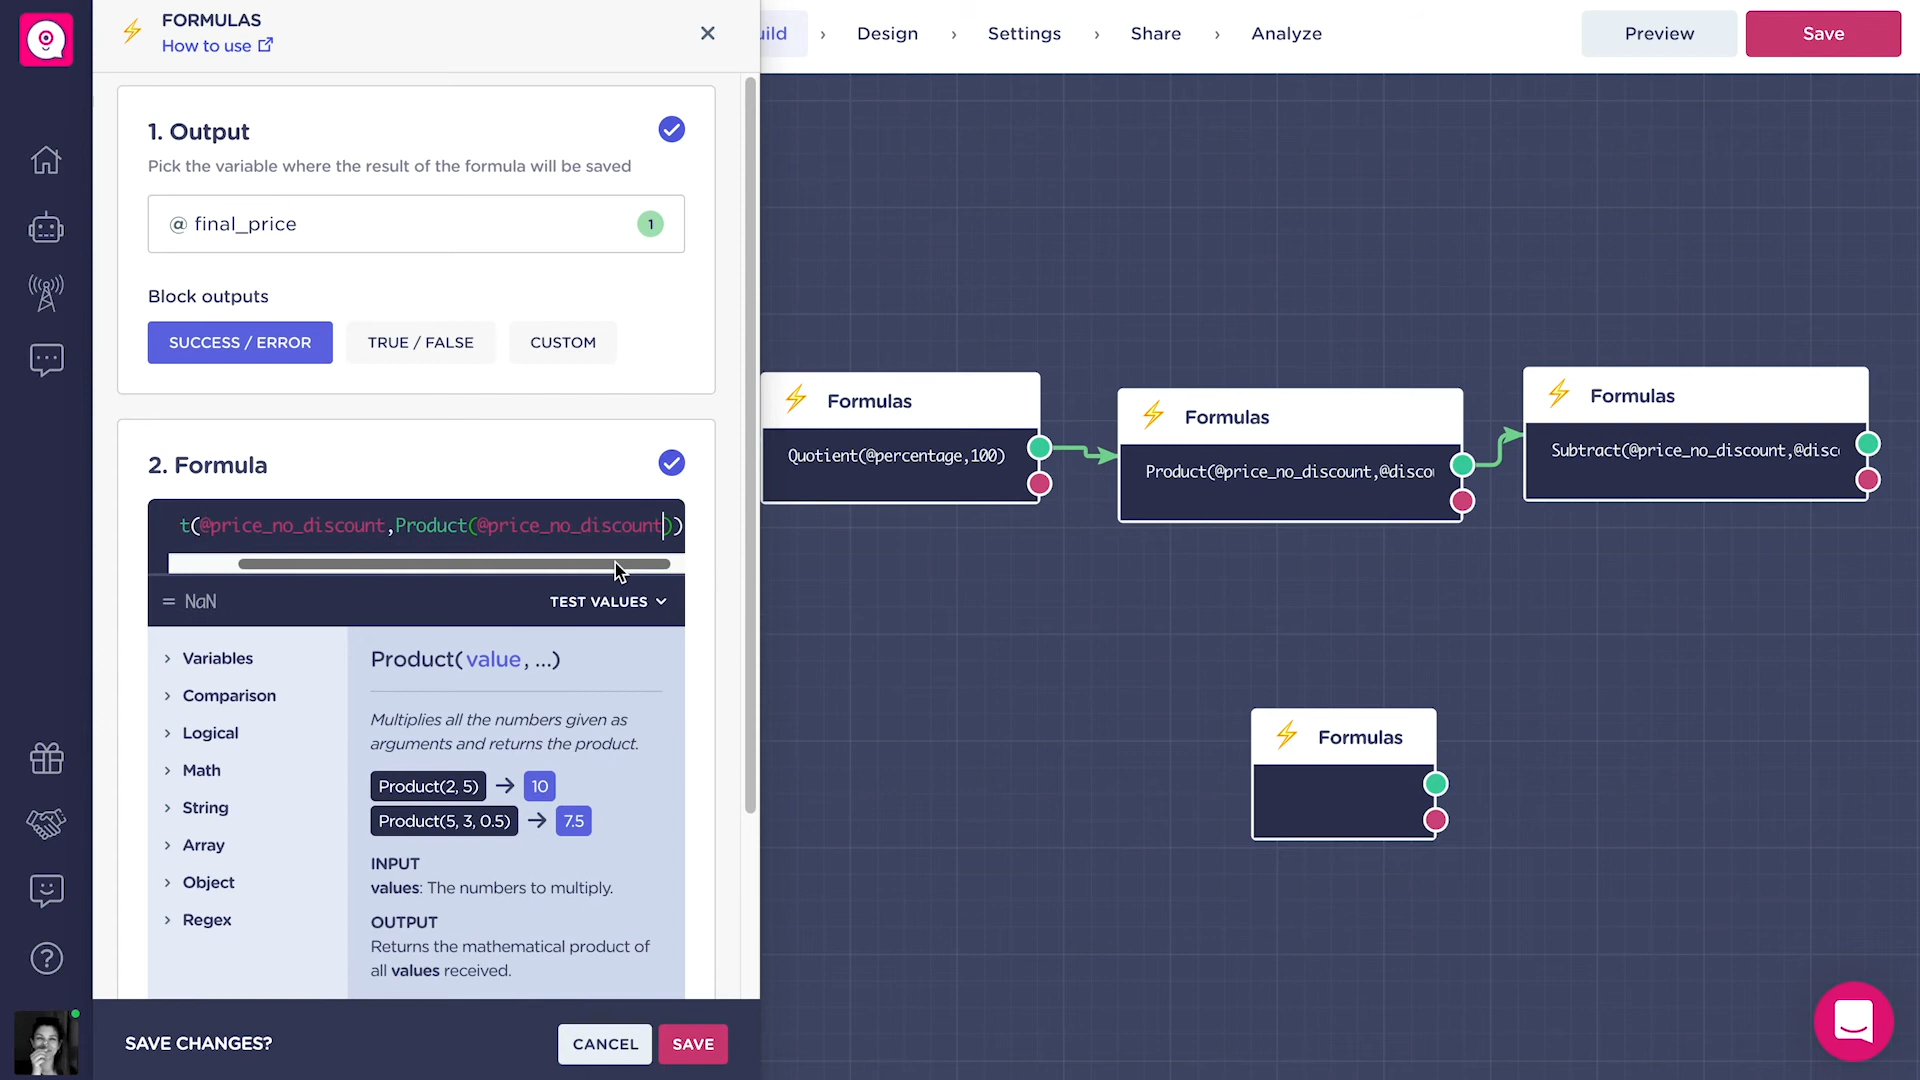 FORMULAS
How to use
ild
Design
Settings
Share
Analyze
Preview
Save
1. Output
Pick the variable where the result of the formula will be saved
@ final_price
1
Block outputs
SUCCESS / ERROR
TRUE / FALSE
CUSTOM
2. Formula
t(@price_no_discount,Product(@price_no_discount))
= NaN
TEST VALUES
Variables
Comparison
Logical
Math
String
Array
Object
Regex
Product(value, ...)
Multiplies all the numbers given as
arguments and returns the product.
Product(2, 5) → 10
Product(5, 3, 0.5) → 7.5
INPUT
values: The numbers to multiply.
OUTPUT
Returns the mathematical product of
all values received.
SAVE CHANGES?
CANCEL
SAVE
Formulas
Quotient(@percentage,100)
Formulas
Product(@price_no_discount,@disco
Formulas
Subtract(@price_no_discount,@disc
Formulas